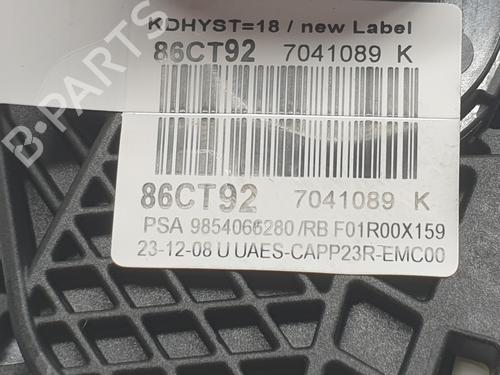 KDHYST=18 / new Label
86CT92 7041089 K
86CT92 7041089 K
PSA 9854066280 /RB F01R00X159
23-12-08 U UAES-CAPP23R-EMC00
B-PARTS